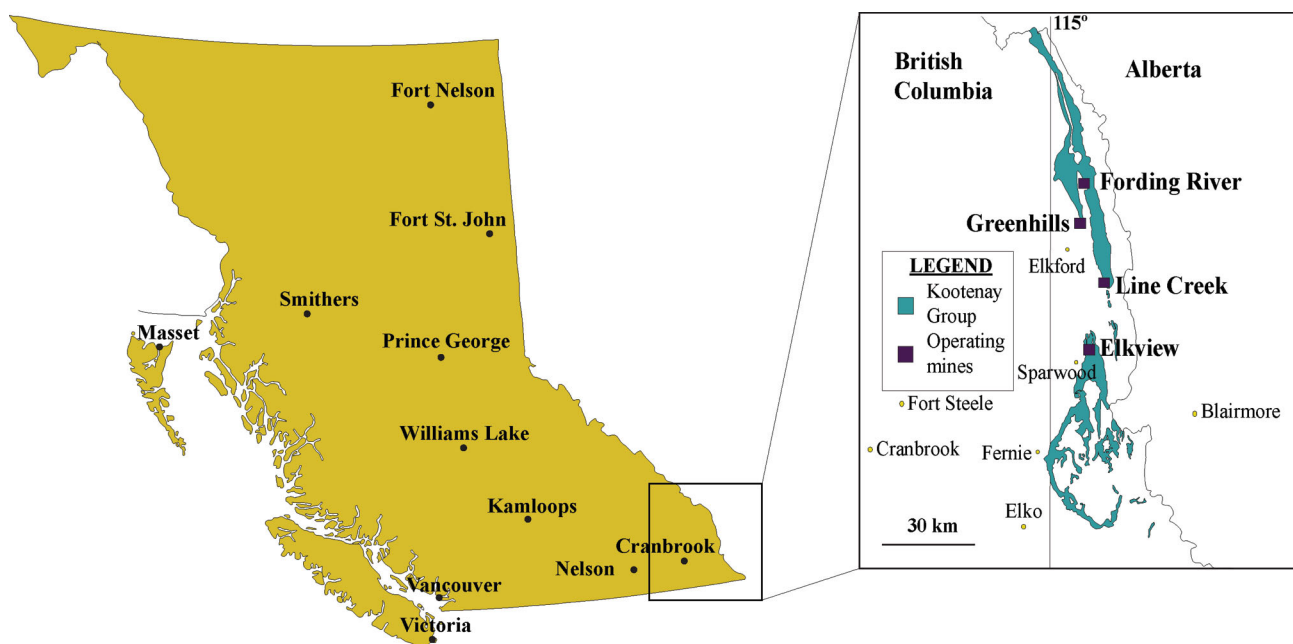 Fort Nelson
Fort St. John
Smithers
Masset
Prince George
Williams Lake
Kamloops
Cranbrook
Nelson
Vancouver
Victoria
115º
British
Columbia
Alberta
Fording River
Greenhills
Elkford
LEGEND
Kootenay
Group
Operating
mines
Line Creek
Elkview
Sparwood
Fort Steele
Blairmore
Cranbrook
Fernie
Elko
30 km